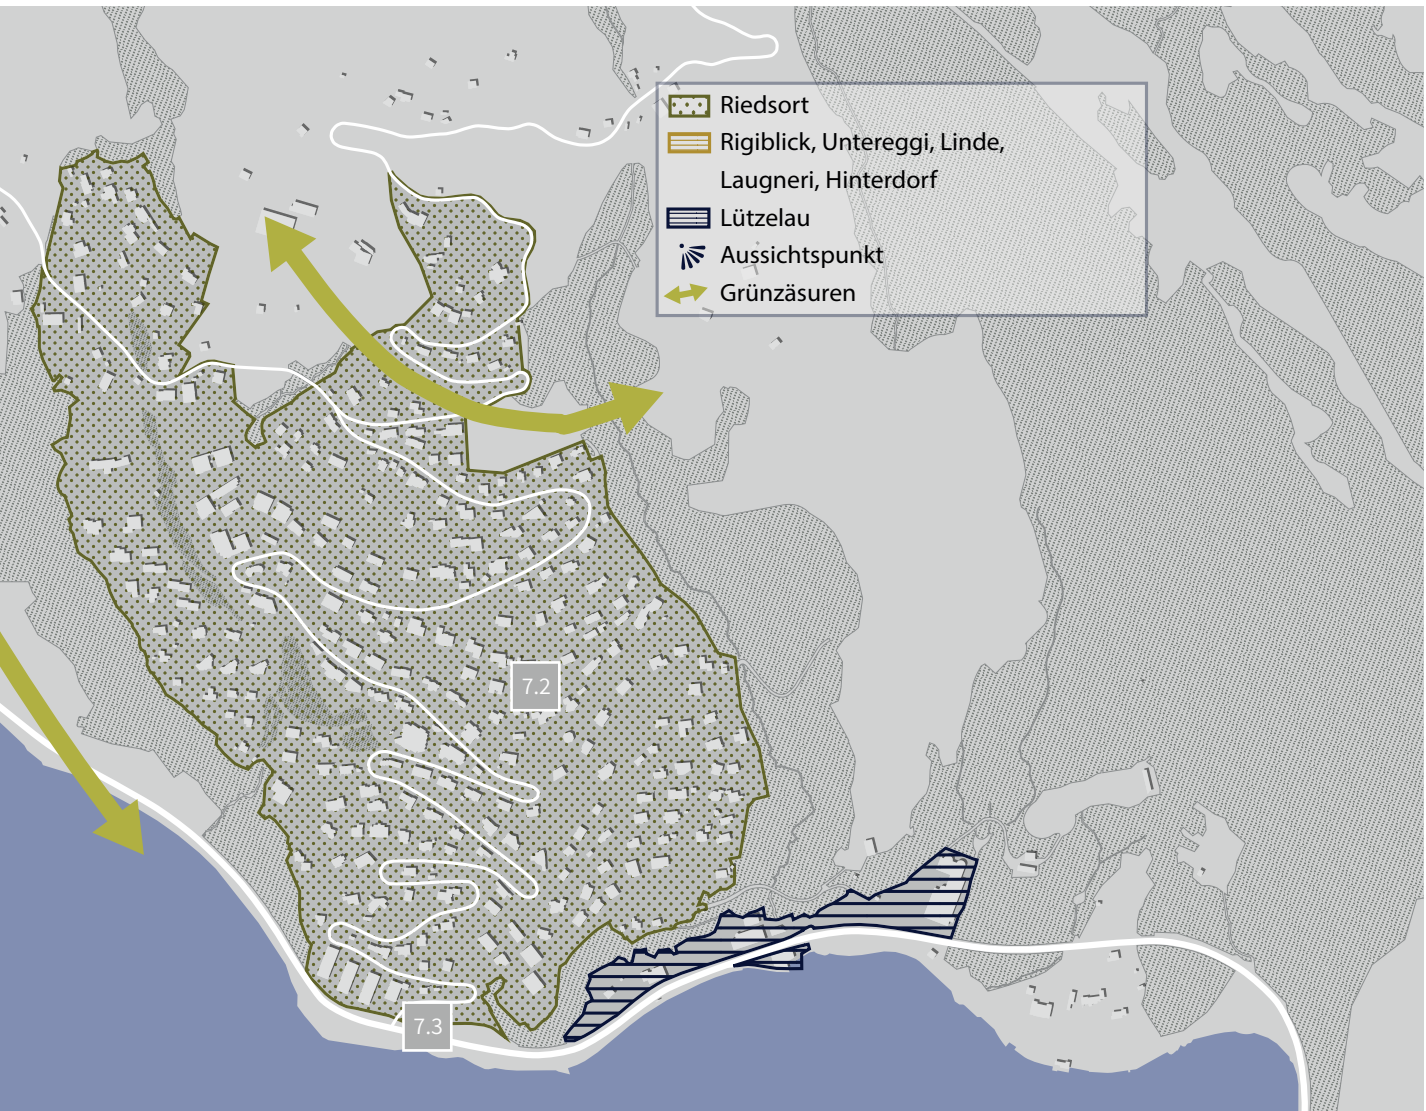 Riedsort
Rigiblick, Untereggi, Linde,
Laugneri, Hinterdorf
Lützelau
Aussichtspunkt
Grünzäsuren
7.2
7.3